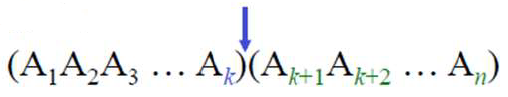 (A₁A₂A₃ … Aₖ)(Aₖ₊₁Aₖ₊₂ … Aₙ)